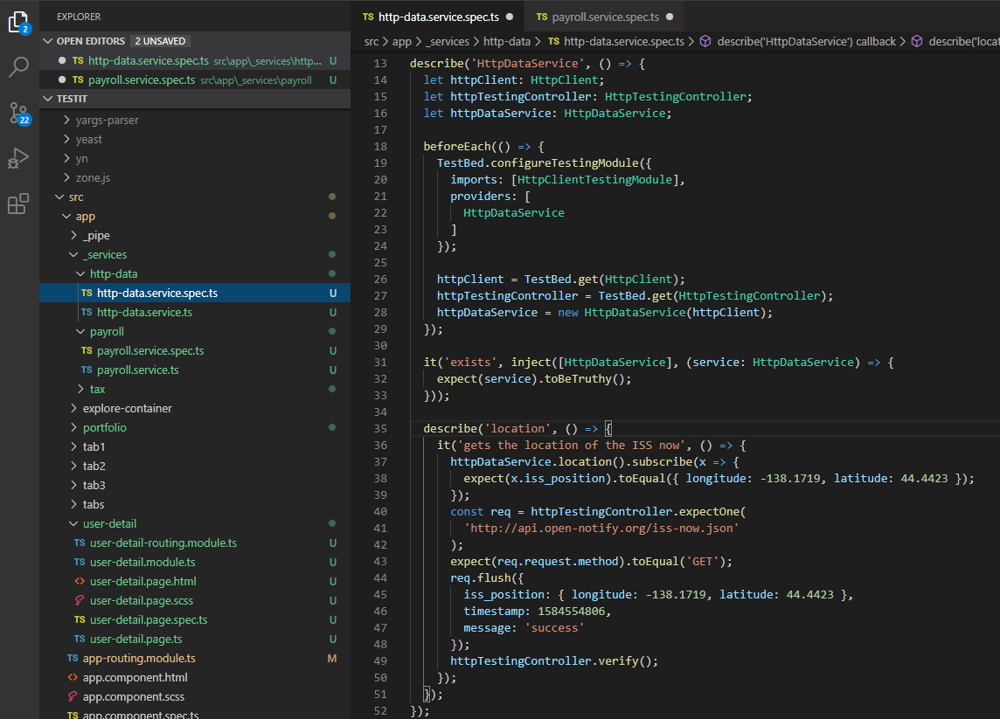 2
22
EXPLORER
OPEN EDITORS 2 UNSAVED
TS http-data.service.spec.ts src\app\_services\http... U
TS payroll.service.spec.ts src\app\_services\payroll U
TESTIT
yargs-parser
yeast
yn
zone.js
src
app
_pipe
_services
http-data
TS http-data.service.spec.ts U
TS http-data.service.ts U
payroll
TS payroll.service.spec.ts U
TS payroll.service.ts U
tax
explore-container
portfolio
tab1
tab2
tab3
tabs
user-detail
TS user-detail-routing.module.ts U
TS user-detail.module.ts U
<> user-detail.page.html U
user-detail.page.scss U
TS user-detail.page.spec.ts U
TS user-detail.page.ts U
TS app-routing.module.ts M
<> app.component.html
app.component.scss
TS app.component.spec.ts
TS http-data.service.spec.ts ● TS payroll.service.spec.ts ●
src > app > _services > http-data > TS http-data.service.spec.ts > describe('HttpDataService') callback > describe('locat
13 describe('HttpDataService', () => {
14   let httpClient: HttpClient;
15   let httpTestingController: HttpTestingController;
16   let httpDataService: HttpDataService;
17
18   beforeEach(() => {
19     TestBed.configureTestingModule({
20       imports: [HttpClientTestingModule],
21       providers: [
22         HttpDataService
23       ]
24     });
25
26     httpClient = TestBed.get(HttpClient);
27     httpTestingController = TestBed.get(HttpTestingController);
28     httpDataService = new HttpDataService(httpClient);
29   });
30
31   it('exists', inject([HttpDataService], (service: HttpDataService) => {
32     expect(service).toBeTruthy();
33   }));
34
35   describe('location', () => {
36     it('gets the location of the ISS now', () => {
37       httpDataService.location().subscribe(x => {
38         expect(x.iss_position).toEqual({ longitude: -138.1719, latitude: 44.4423 });
39       });
40       const req = httpTestingController.expectOne(
41         'http://api.open-notify.org/iss-now.json'
42       );
43       expect(req.request.method).toEqual('GET');
44       req.flush({
45         iss_position: { longitude: -138.1719, latitude: 44.4423 },
46         timestamp: 1584554806,
47         message: 'success'
48       });
49       httpTestingController.verify();
50     });
51   });
52 });